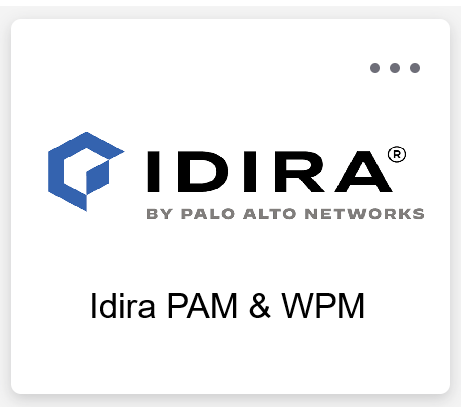 IDIRA®
BY PALO ALTO NETWORKS
Idira PAM & WPM